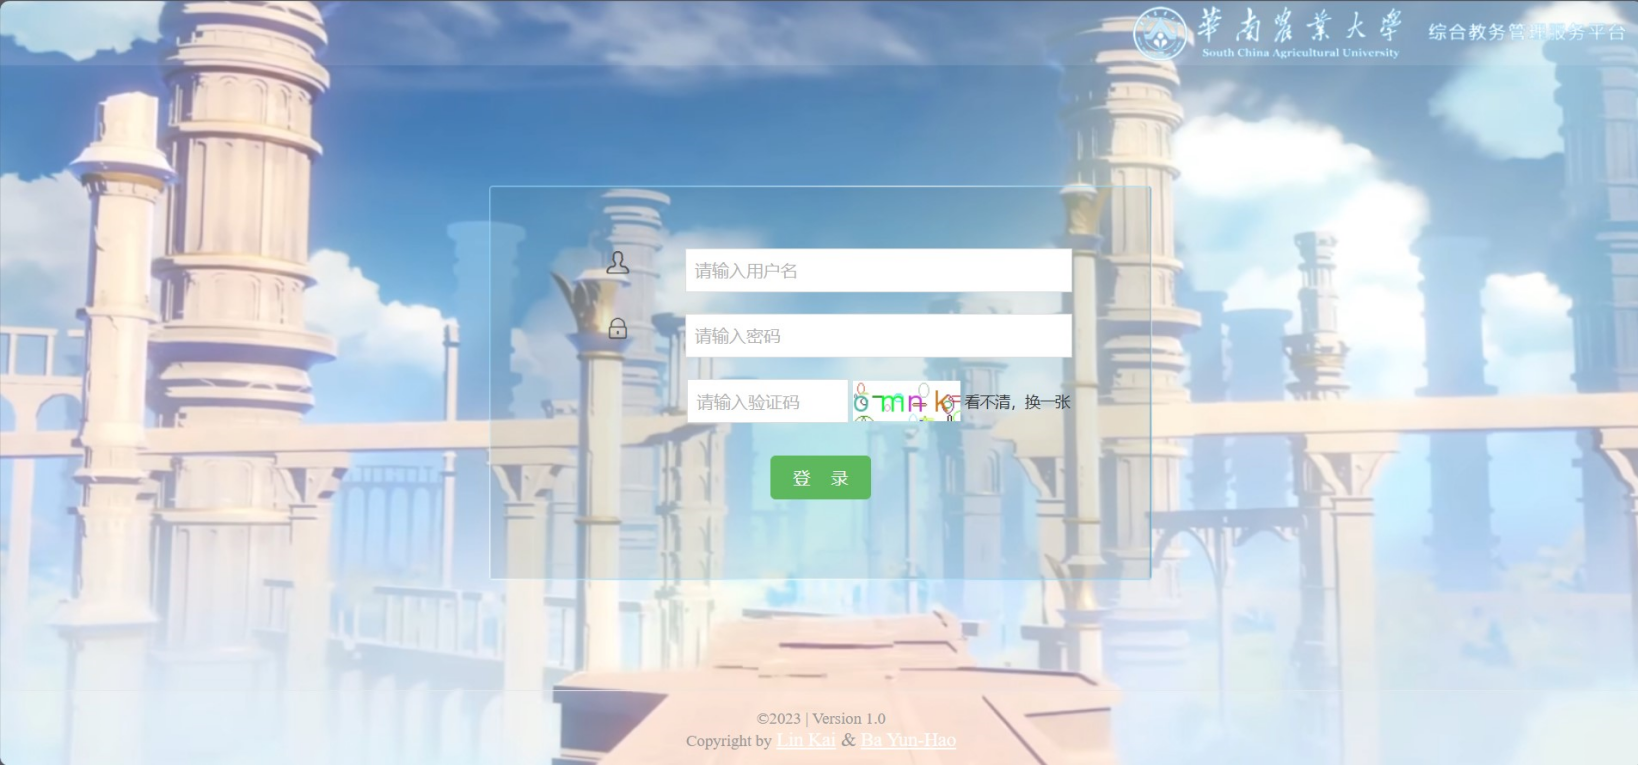 華南農業大學
South China Agricultural University
综合教务管理服务平台
请输入用户名
请输入密码
请输入验证码
看不清，换一张
登 录
©2023 | Version 1.0
Copyright by Lin Kai & Ba Yun-Hao